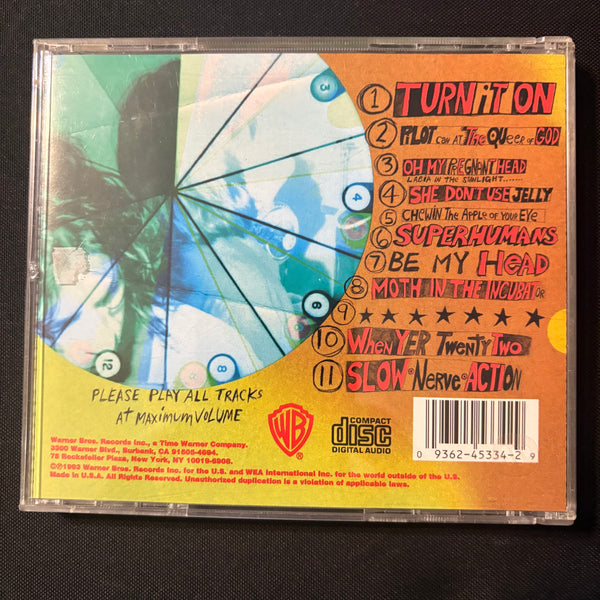 1 TURN iT ON
2 PiLOT can AT The QUeer oF GOD
3 OH MY PREGNANT HEAD
LABIA IN THE SUNLIGHT.......
4 SHE DON'T USE JELLY
5 CHEWIN THE APPLE OF YOUR EYE
6 SUPERHUMANS
7 BE MY HEAD
8 MOTH IN THE INCUBATOR
9 ★ ★ ★ ★ ★ ★ ★
10 When YER TwenTy Two
11 SLOW•Nerve•ACTION
3
4
6
8
12
PLEASE PLAY ALL TRACKS
AT MAXIMUM VOLUME
WB
COMPACT
disc
DIGITAL AUDIO
0 9362-45334-2 9
Warner Bros. Records Inc., a Time Warner Company.
3300 Warner Blvd., Burbank, CA 91505-4694.
75 Rockefeller Plaza, New York, NY 10019-6908.
©℗1993 Warner Bros. Records Inc. for the U.S. and WEA International Inc. for the world outside of the U.S.
Made in U.S.A. All Rights Reserved. Unauthorized duplication is a violation of applicable laws.